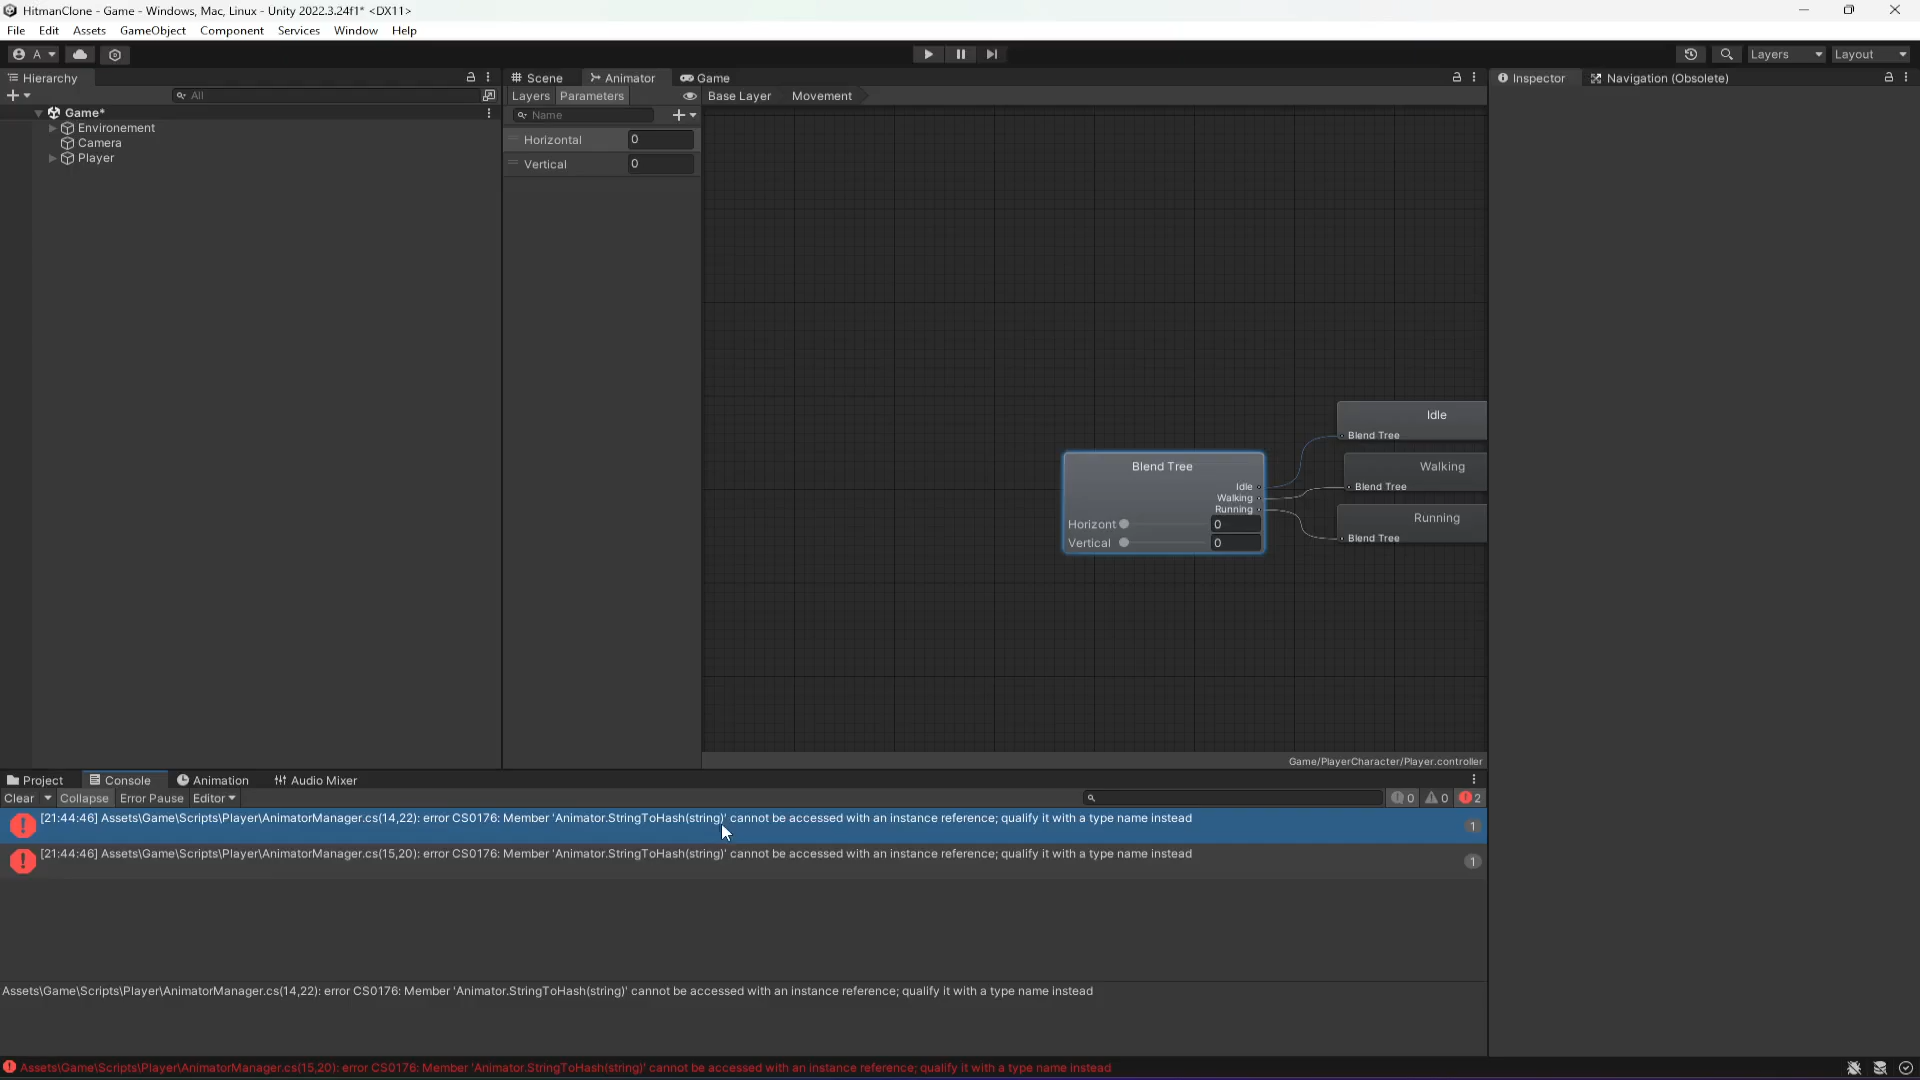 HitmanClone - Game - Windows, Mac, Linux - Unity 2022.3.24f1* <DX11>
File Edit Assets GameObject Component Services Window Help
A
Layers Layout
Hierarchy
All
Game*
Environement
Camera
Player
Scene Animator Game
Layers Parameters Base Layer Movement
Name
Horizontal 0
Vertical 0
Blend Tree
Idle
Walking
Running
Horizont 0
Vertical 0
Idle
Blend Tree
Walking
Blend Tree
Running
Blend Tree
Game/PlayerCharacter/Player.controller
Inspector Navigation (Obsolete)
Project Console Animation Audio Mixer
Clear Collapse Error Pause Editor 0 0 2
[21:44:46] Assets\Game\Scripts\Player\AnimatorManager.cs(14,22): error CS0176: Member 'Animator.StringToHash(string)' cannot be accessed with an instance reference; qualify it with a type name instead
1
[21:44:46] Assets\Game\Scripts\Player\AnimatorManager.cs(15,20): error CS0176: Member 'Animator.StringToHash(string)' cannot be accessed with an instance reference; qualify it with a type name instead
1
Assets\Game\Scripts\Player\AnimatorManager.cs(14,22): error CS0176: Member 'Animator.StringToHash(string)' cannot be accessed with an instance reference; qualify it with a type name instead
Assets\Game\Scripts\Player\AnimatorManager.cs(15,20): error CS0176: Member 'Animator.StringToHash(string)' cannot be accessed with an instance reference; qualify it with a type name instead